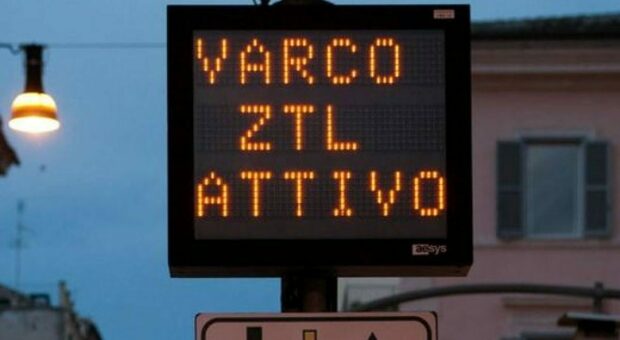 VARCO
ZTL
ATTIVO
aesys